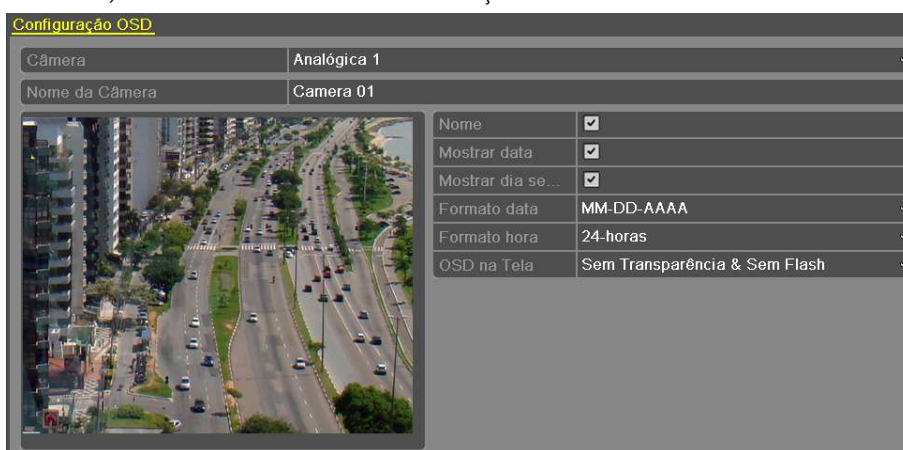 Configuração OSD
Câmera Analógica 1
Nome da Câmera Camera 01
Nome
Mostrar data
Mostrar dia se...
Formato data MM-DD-AAAA
Formato hora 24-horas
OSD na Tela Sem Transparência & Sem Flash